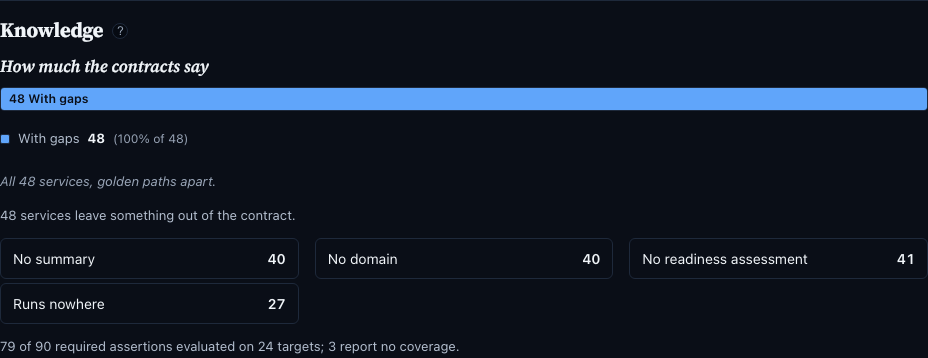 Knowledge ?
How much the contracts say
48 With gaps
With gaps 48 (100% of 48)
All 48 services, golden paths apart.
48 services leave something out of the contract.
No summary 40 No domain 40 No readiness assessment 41
Runs nowhere 27
79 of 90 required assertions evaluated on 24 targets; 3 report no coverage.